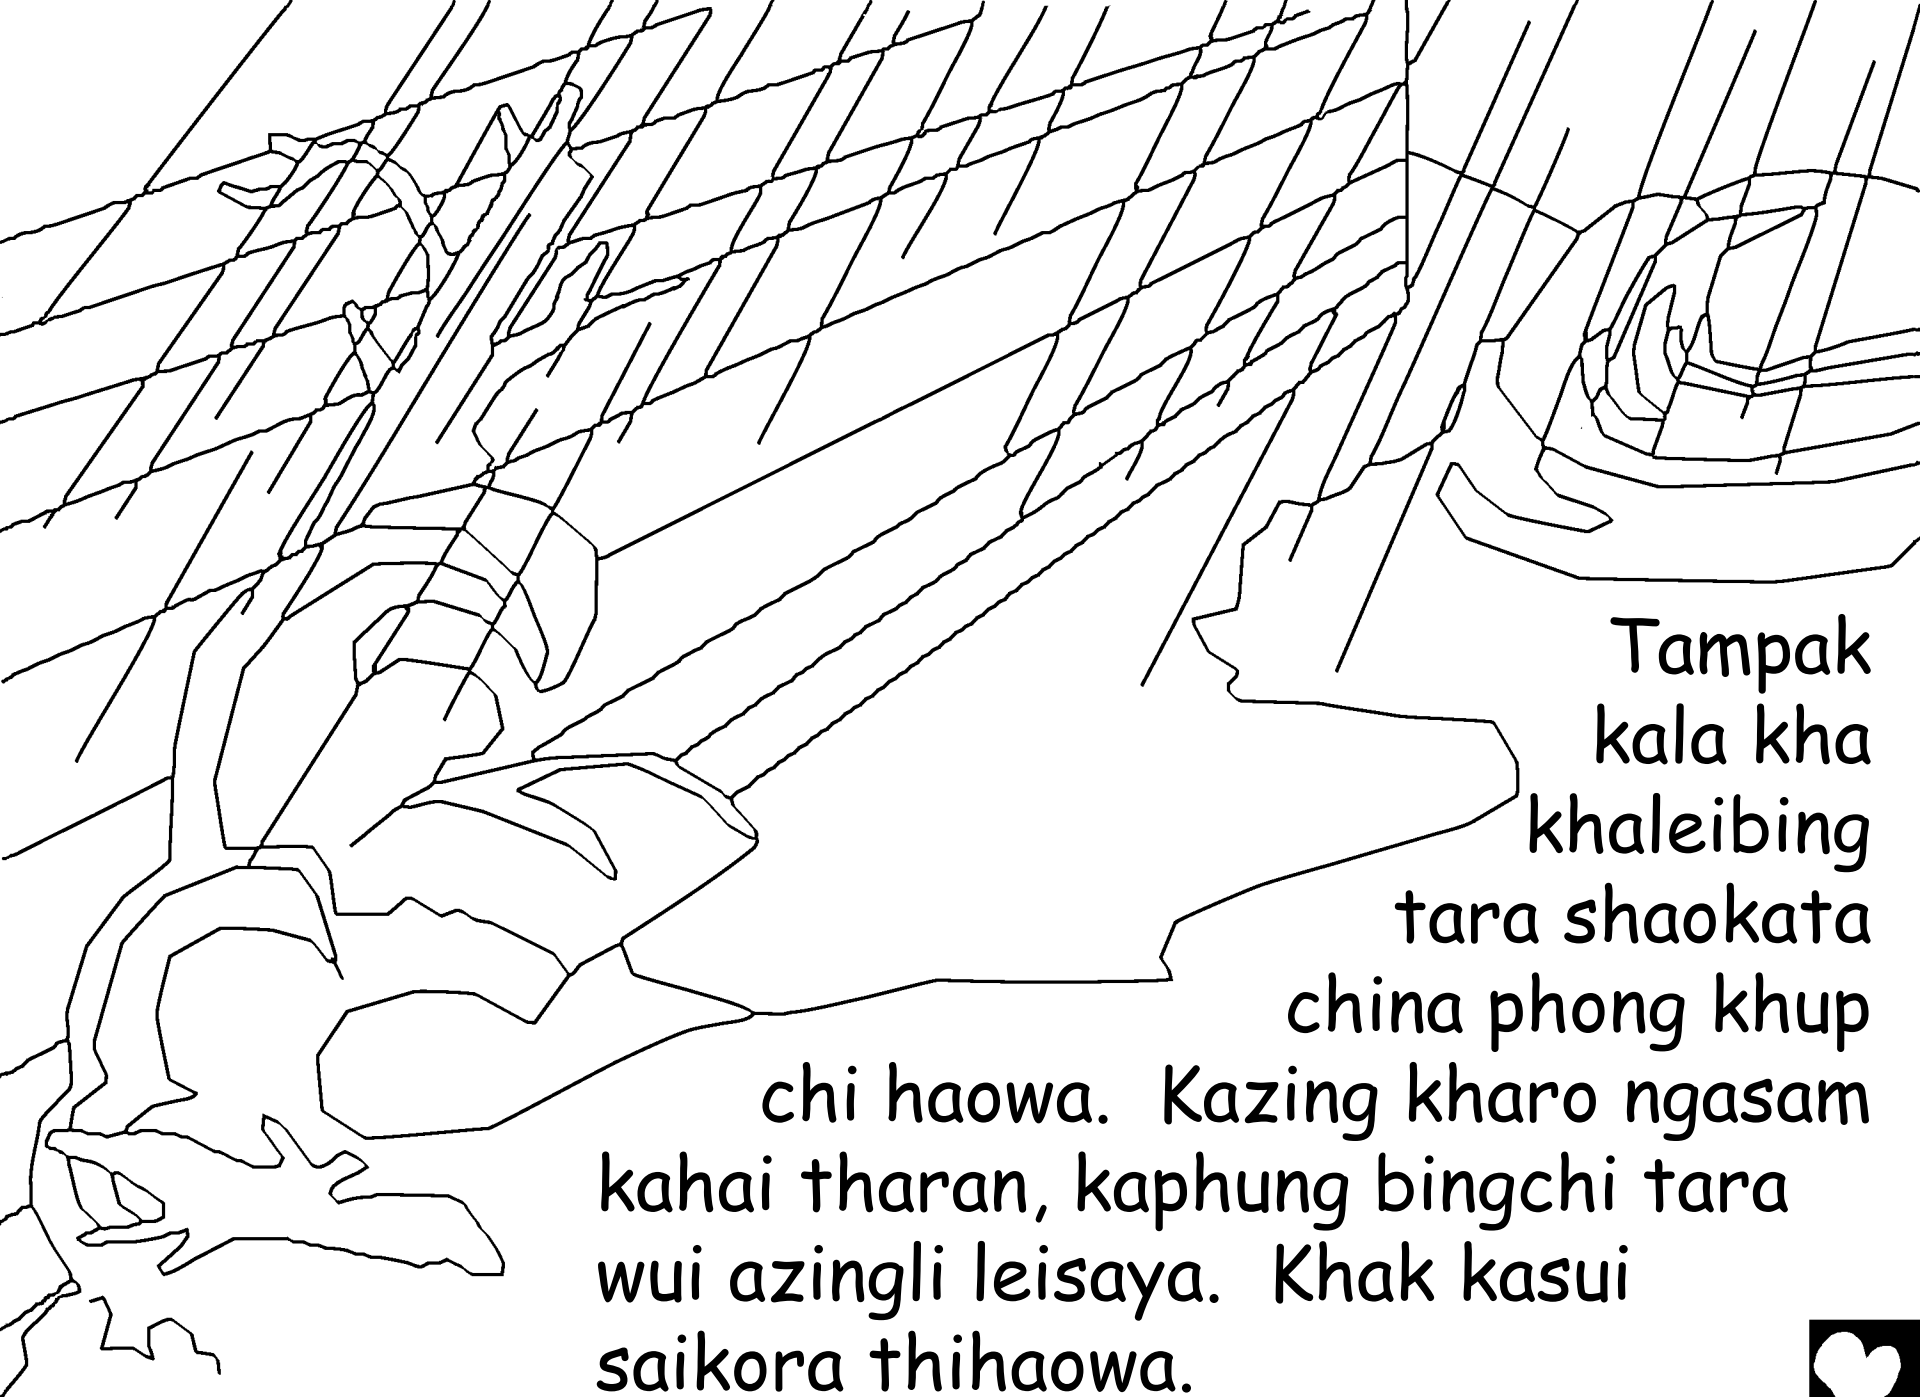 Tampak
kala kha
khaleibing
tara shaokata
china phong khup
chi haowa.  Kazing kharo ngasam
kahai tharan, kaphung bingchi tara
wui azingli leisaya.  Khak kasui
saikora thihaowa.